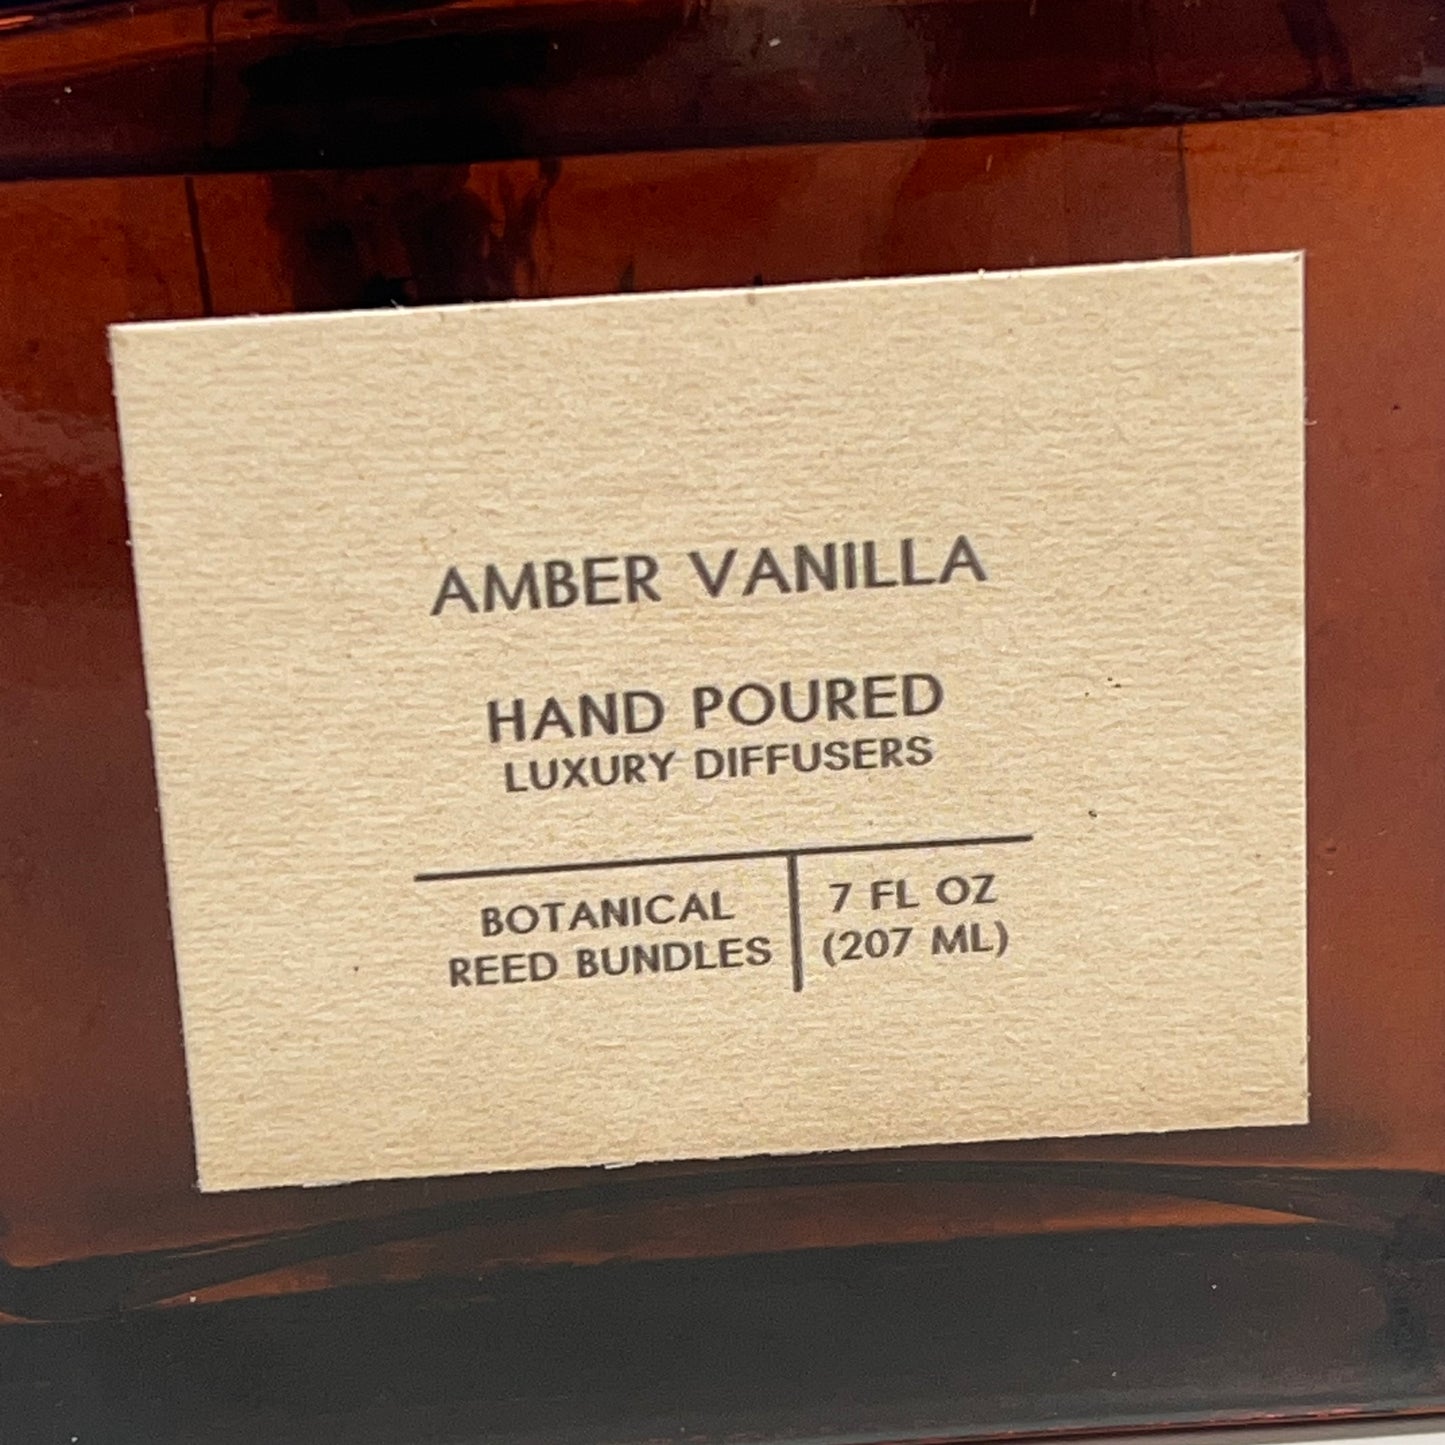 AMBER VANILLA
HAND POURED
LUXURY DIFFUSERS
BOTANICAL
REED BUNDLES
7 FL OZ
(207 ML)